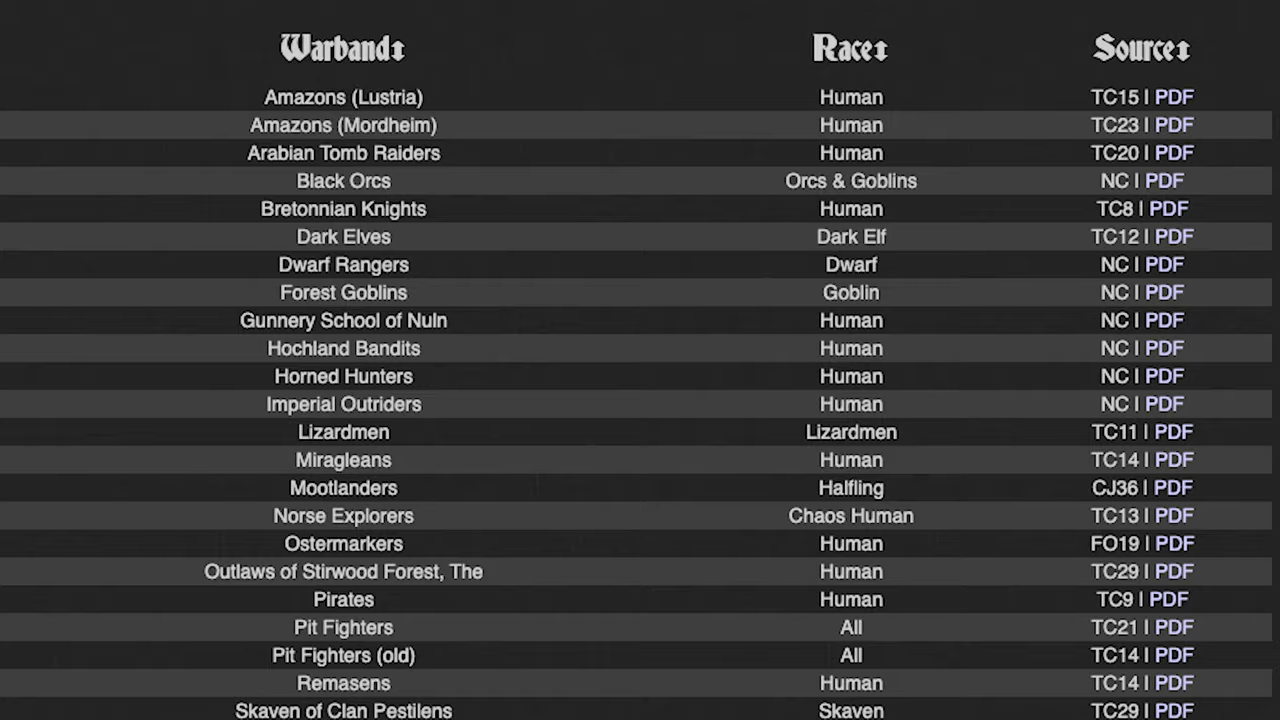 Warband↕ Race↕ Source↕
Amazons (Lustria) Human TC15 | PDF
Amazons (Mordheim) Human TC23 | PDF
Arabian Tomb Raiders Human TC20 | PDF
Black Orcs Orcs & Goblins NC | PDF
Bretonnian Knights Human TC8 | PDF
Dark Elves Dark Elf TC12 | PDF
Dwarf Rangers Dwarf NC | PDF
Forest Goblins Goblin NC | PDF
Gunnery School of Nuln Human NC | PDF
Hochland Bandits Human NC | PDF
Horned Hunters Human NC | PDF
Imperial Outriders Human NC | PDF
Lizardmen Lizardmen TC11 | PDF
Miragleans Human TC14 | PDF
Mootlanders Halfling CJ36 | PDF
Norse Explorers Chaos Human TC13 | PDF
Ostermarkers Human FO19 | PDF
Outlaws of Stirwood Forest, The Human TC29 | PDF
Pirates Human TC9 | PDF
Pit Fighters All TC21 | PDF
Pit Fighters (old) All TC14 | PDF
Remasens Human TC14 | PDF
Skaven of Clan Pestilens Skaven TC29 | PDF